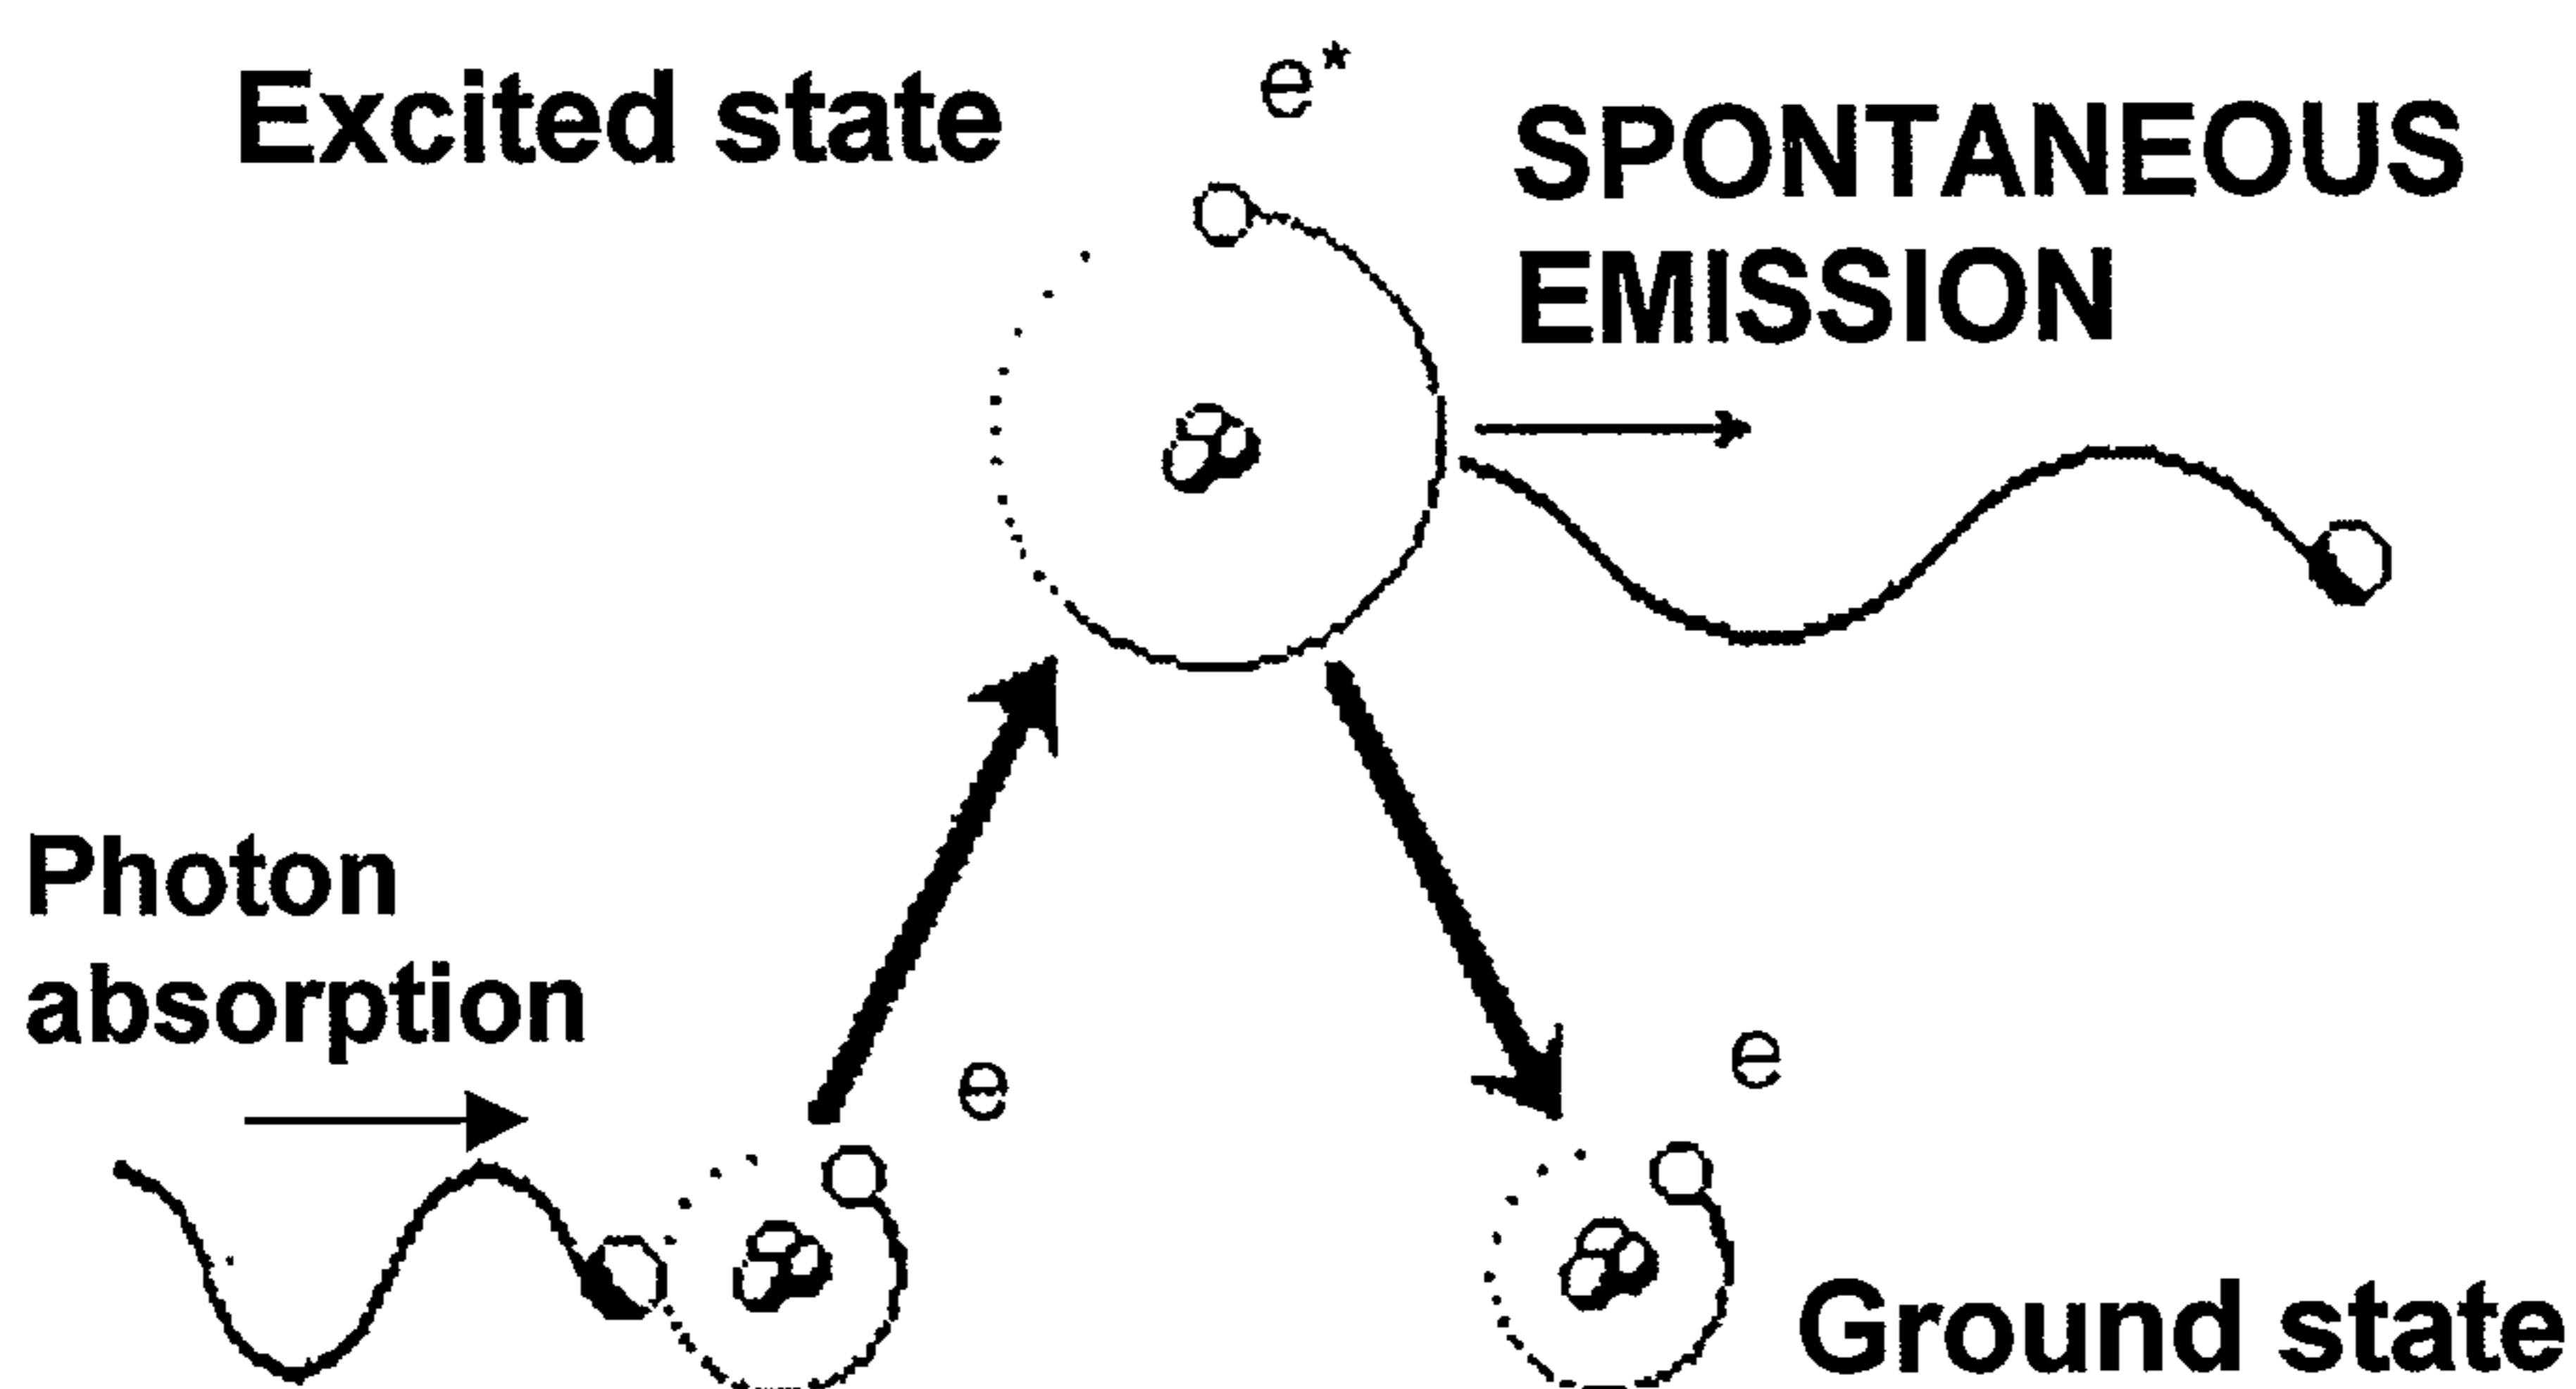 Excited state
e*
SPONTANEOUS
EMISSION
Photon
absorption
e
e
Ground state